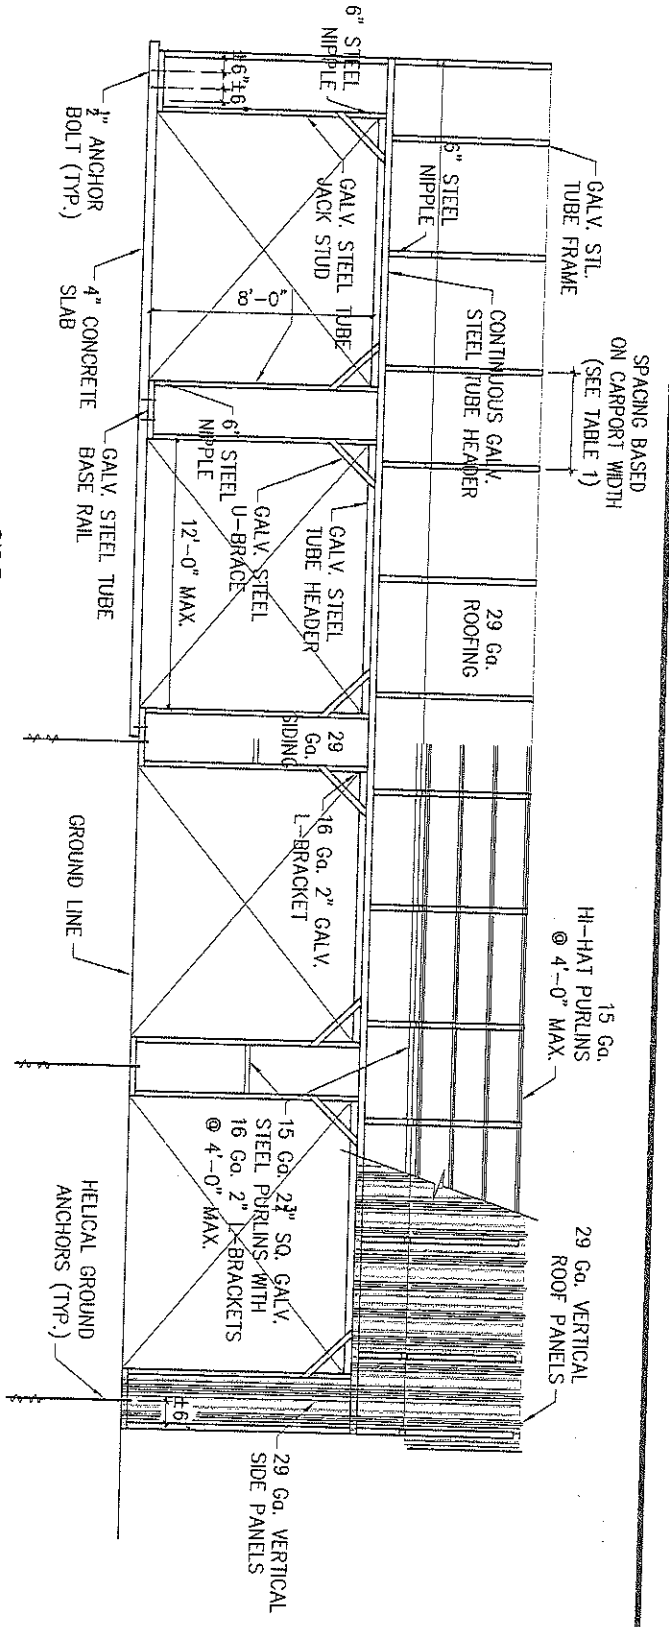 SPACING BASED
ON CARPORT WIDTH
(SEE TABLE 1)
GALV. STL.
TUBE FRAME
15 Ga.
HI-HAT PURLINS
@ 4'-0" MAX.
29 Ga. VERTICAL
ROOF PANELS
6" STEEL
NIPPLE
6" STEEL
NIPPLE
CONTINUOUS GALV.
STEEL TUBE HEADER
29 Ga.
ROOFING
GALV. STEEL TUBE
JACK STUD
8'-0"
GALV. STEEL
TUBE HEADER
GALV. STEEL
U-BRACE
6" STEEL
NIPPLE
12'-0" MAX.
29
Ga.
SIDING
16 Ga. 2" GALV.
L-BRACKET
15 Ga. 2¾" SQ. GALV.
STEEL PURLINS WITH
16 Ga. 2" L-BRACKETS
@ 4'-0" MAX.
29 Ga. VERTICAL
SIDE PANELS
±6"±6
±6
½" ANCHOR
BOLT (TYP.)
4" CONCRETE
SLAB
GALV. STEEL TUBE
BASE RAIL
GROUND LINE
HELICAL GROUND
ANCHORS (TYP.)